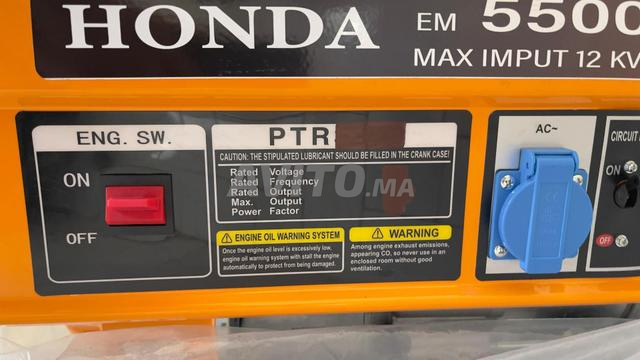 HONDA
EM 5500
MAX IMPUT 12 KV
ENG. SW.
ON
OFF
PTR
CAUTION: THE STIPULATED LUBRICANT SHOULD BE FILLED IN THE CRANK CASE!
Rated Voltage
Rated Frequency
Rated Output
Max. Output
Power Factor
AVITO.MA
ENGINE OIL WARNING SYSTEM
Once the engine oil level is excessively low,
engine oil warning system with stall the engine
automatically to protect from being damaged.
WARNING
Among engine exhaust emissions,
appearing CO, so never use in an
enclosed room without good
ventilation.
AC~
CIRCUIT
ON
OFF